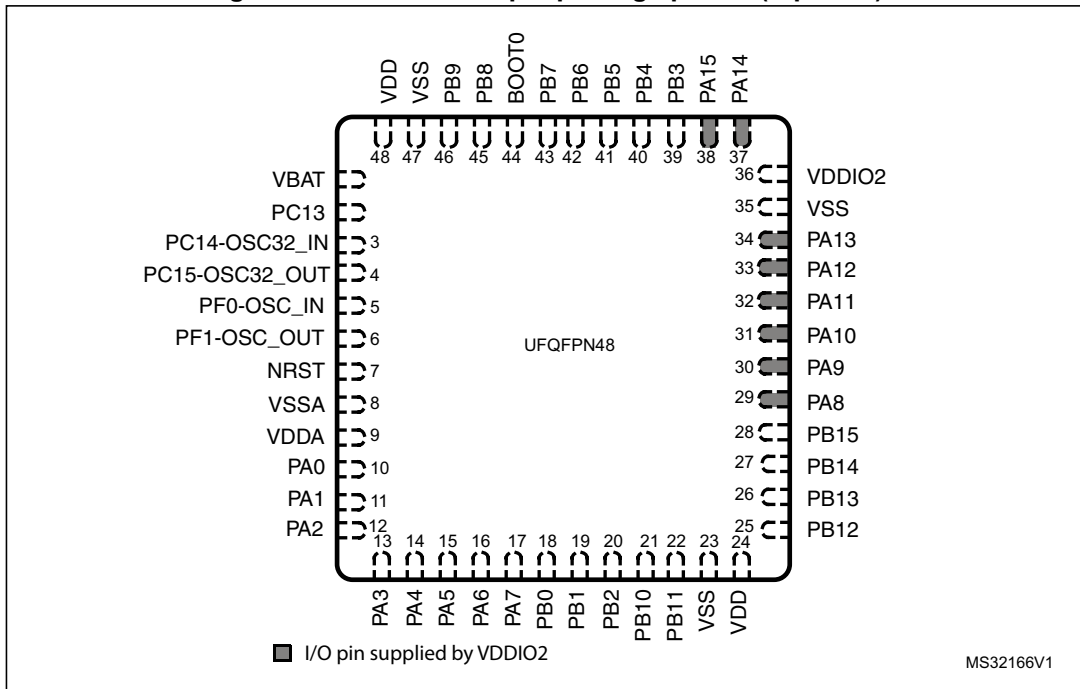 VDD
VSS
PB9
PB8
BOOT0
PB7
PB6
PB5
PB4
PB3
PA15
PA14
48
47
46
45
44
43
42
41
40
39
38
37
VBAT
PC13
PC14-OSC32_IN 3
PC15-OSC32_OUT 4
PF0-OSC_IN 5
PF1-OSC_OUT 6
NRST 7
VSSA 8
VDDA 9
PA0 10
PA1 11
PA2 12
UFQFPN48
36 VDDIO2
35 VSS
34 PA13
33 PA12
32 PA11
31 PA10
30 PA9
29 PA8
28 PB15
27 PB14
26 PB13
25 PB12
13
14
15
16
17
18
19
20
21
22
23
24
PA3
PA4
PA5
PA6
PA7
PB0
PB1
PB2
PB10
PB11
VSS
VDD
I/O pin supplied by VDDIO2
MS32166V1